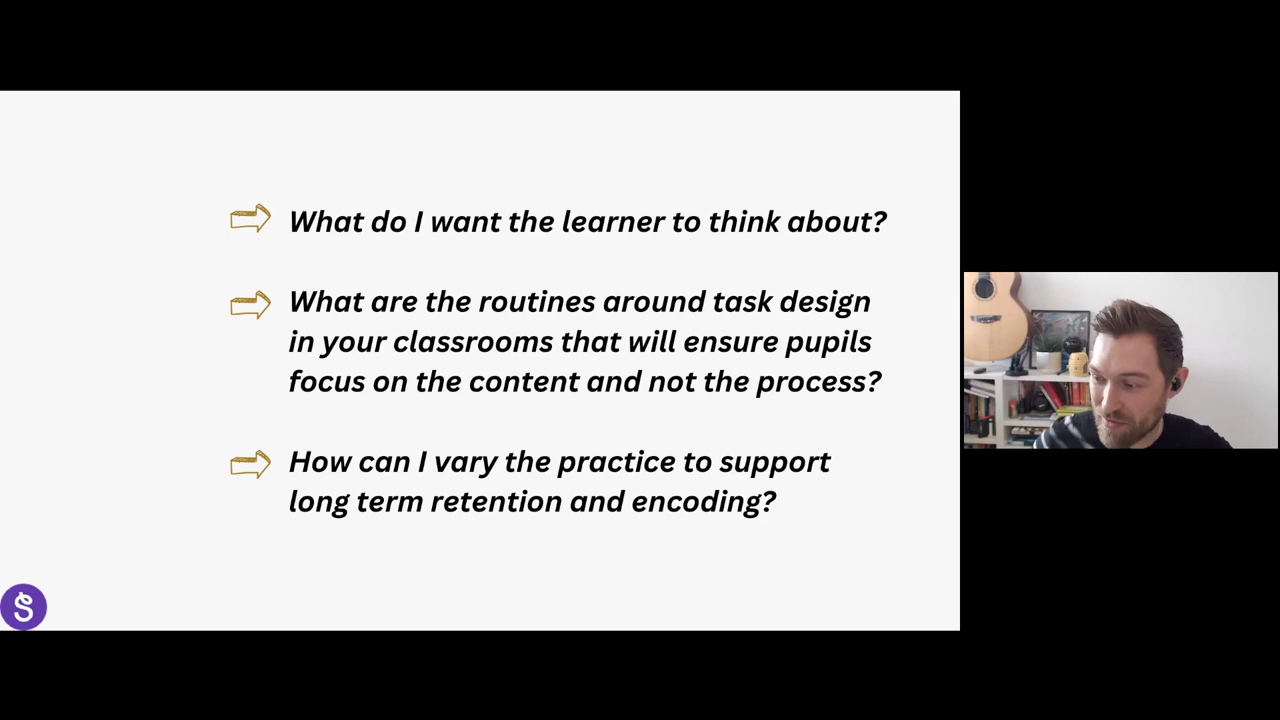 What do I want the learner to think about?
What are the routines around task design
in your classrooms that will ensure pupils
focus on the content and not the process?
How can I vary the practice to support
long term retention and encoding?
S